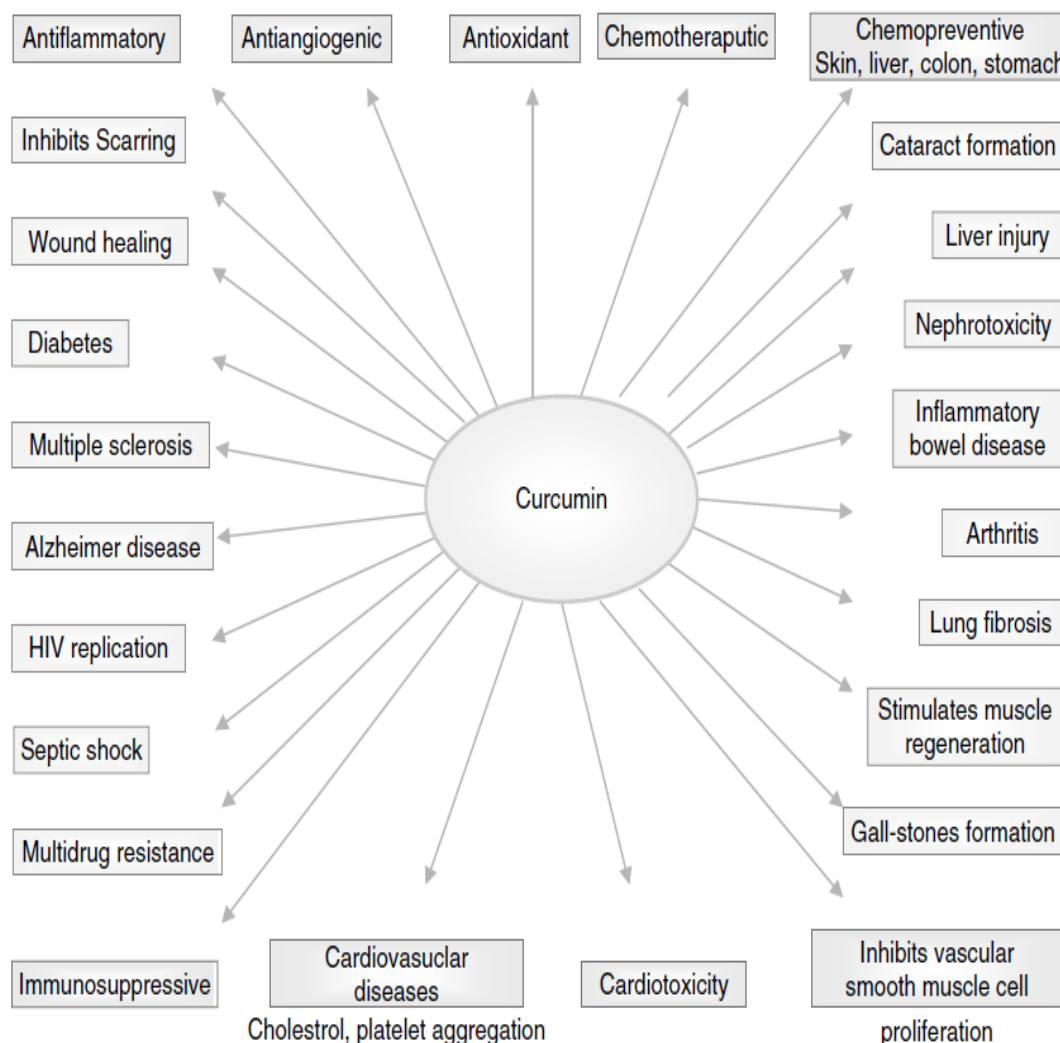 Antiflammatory
Antiangiogenic
Antioxidant
Chemotheraputic
Chemopreventive
Skin, liver, colon, stomach
Inhibits Scarring
Cataract formation
Wound healing
Liver injury
Diabetes
Nephrotoxicity
Multiple sclerosis
Inflammatory
bowel disease
Curcumin
Alzheimer disease
Arthritis
HIV replication
Lung fibrosis
Septic shock
Stimulates muscle
regeneration
Multidrug resistance
Gall-stones formation
Immunosuppressive
Cardiovasuclar
diseases
Cholestrol, platelet aggregation
Cardiotoxicity
Inhibits vascular
smooth muscle cell
proliferation